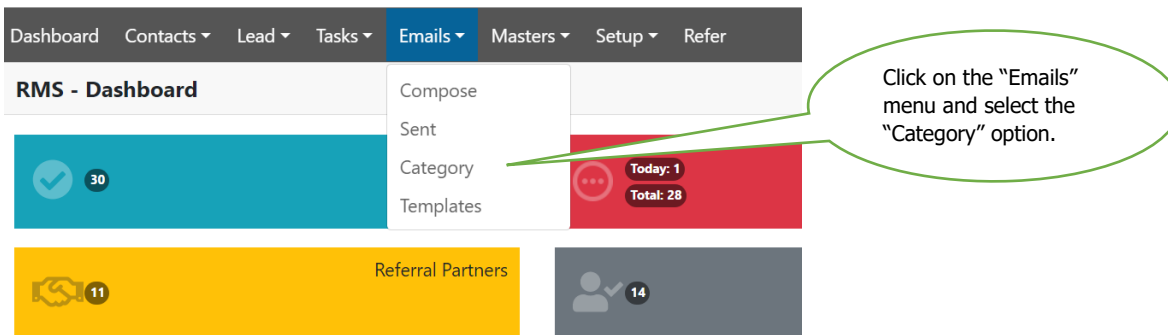 Dashboard Contacts Lead Tasks Emails Masters Setup Refer
RMS - Dashboard
Compose
Sent
Category
Templates
Click on the “Emails”
menu and select the
“Category” option.
30
Today: 1
Total: 28
Referral Partners
11
14